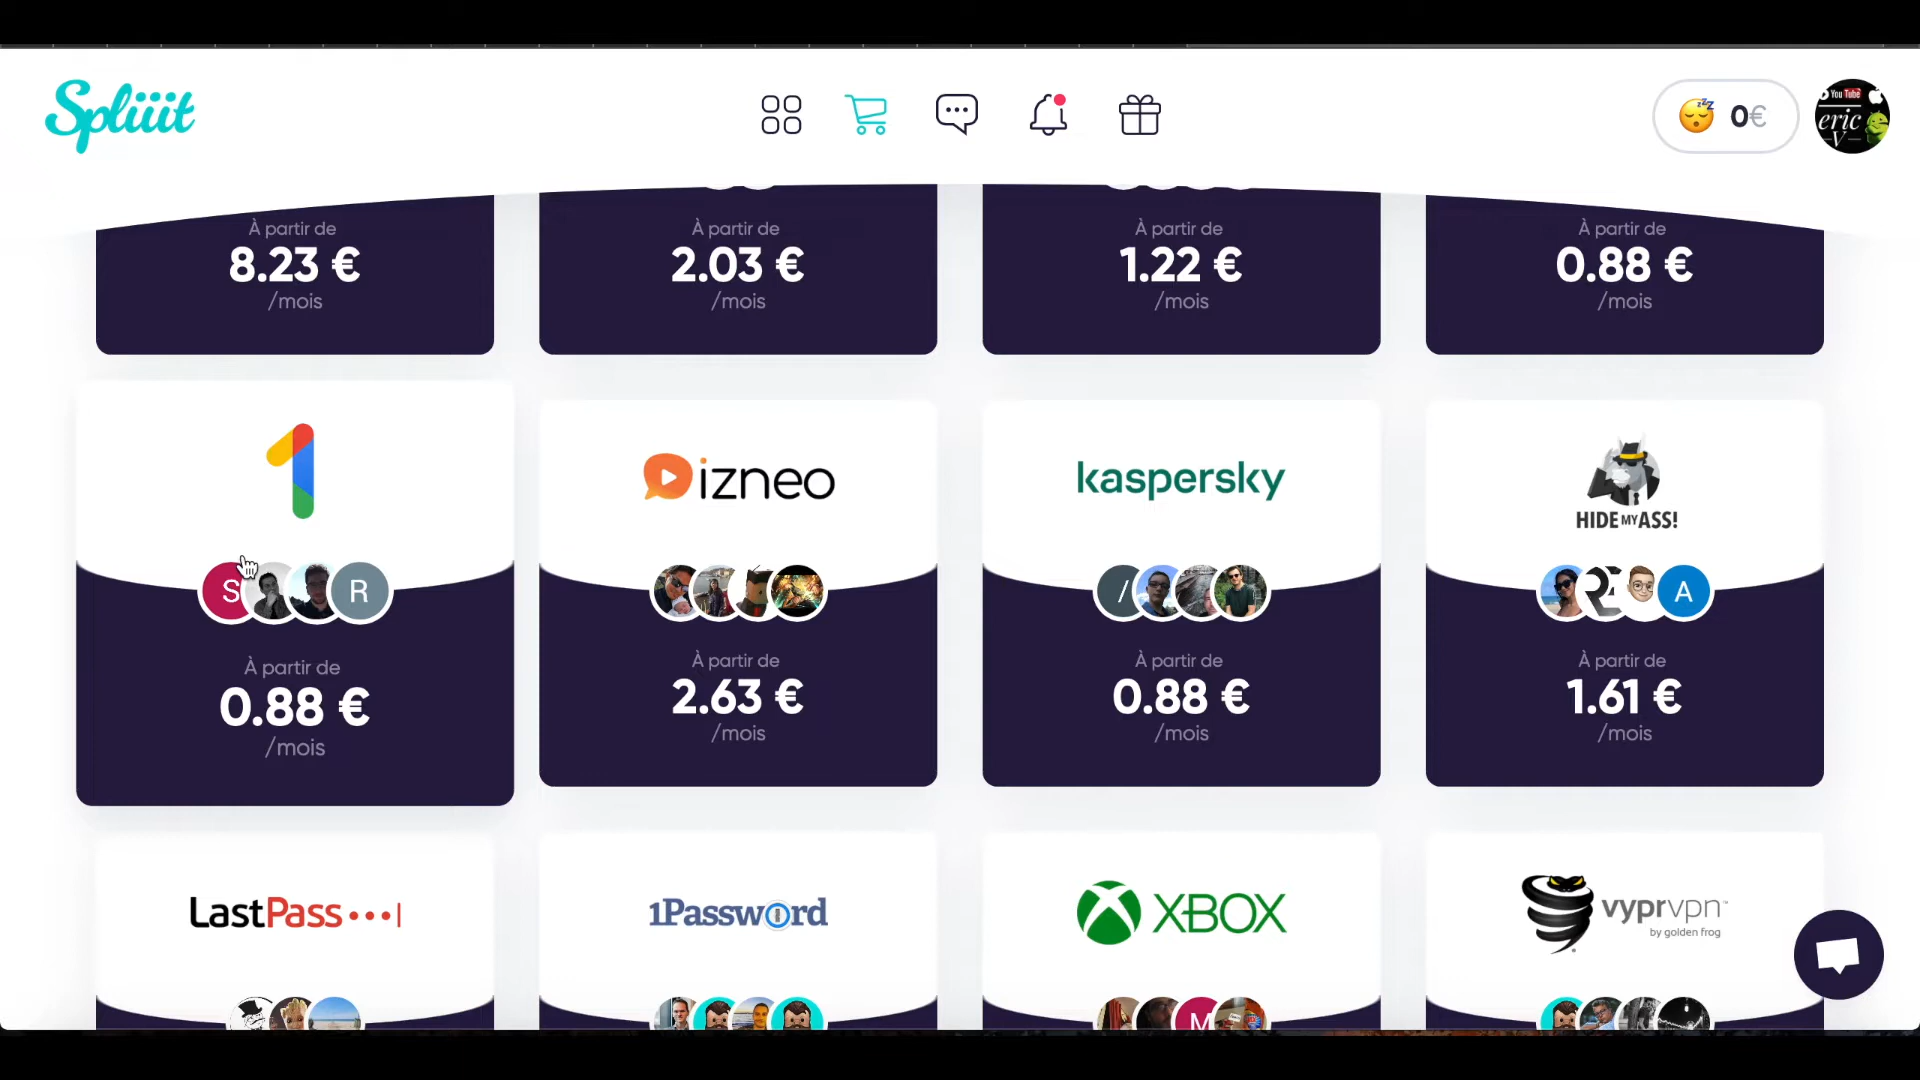 Spliiit
0€
You Tube
eric
V
À partir de
8.23 €
/mois
À partir de
2.03 €
/mois
À partir de
1.22 €
/mois
À partir de
0.88 €
/mois
S
R
À partir de
0.88 €
/mois
izneo
À partir de
2.63 €
/mois
kaspersky
/
À partir de
0.88 €
/mois
HIDE MY ASS!
A
À partir de
1.61 €
/mois
LastPass
1Password
XBOX
M
vyprvpn™
by golden frog